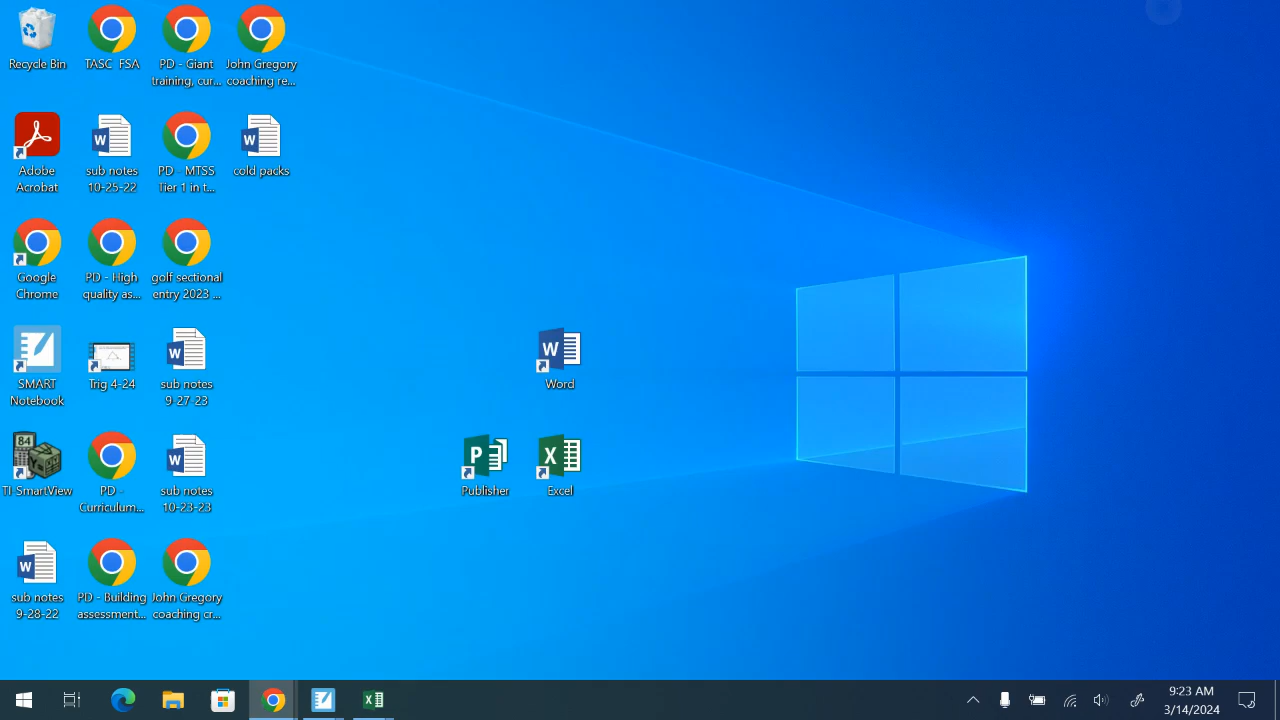 Recycle Bin
TASC FSA
PD - Giant
training, cur...
John Gregory
coaching re...
Adobe
Acrobat
sub notes
10-25-22
PD - MTSS
Tier 1 in t...
cold packs
Google
Chrome
PD - High
quality as...
golf sectional
entry 2023 ...
SMART
Notebook
Trig 4-24
sub notes
9-27-23
Word
84
TI SmartView
PD -
Curriculum...
sub notes
10-23-23
Publisher
Excel
sub notes
9-28-22
PD - Building
assessment...
John Gregory
coaching cr...
9:23 AM
3/14/2024